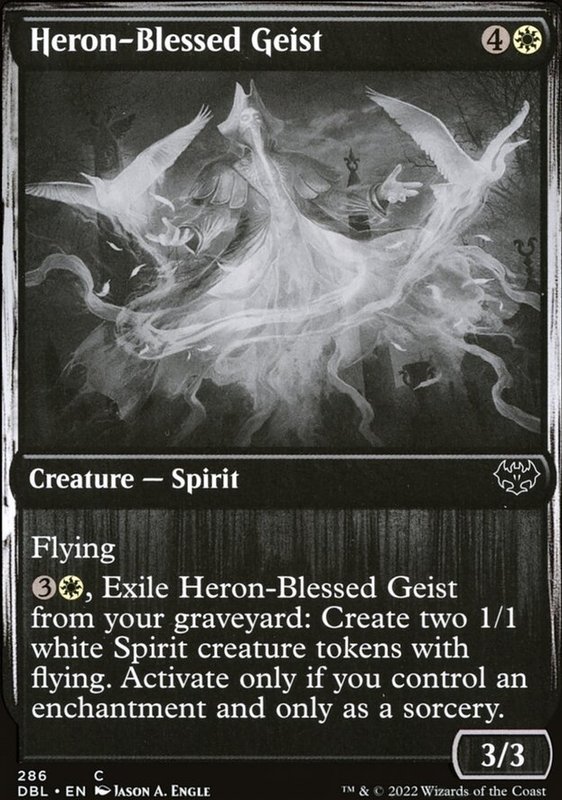 Heron-Blessed Geist 4
Creature — Spirit
Flying
3, Exile Heron-Blessed Geist
from your graveyard: Create two 1/1
white Spirit creature tokens with
flying. Activate only if you control an
enchantment and only as a sorcery.
3/3
286 C
DBL • EN Jason A. Engle
™ & © 2022 Wizards of the Coast